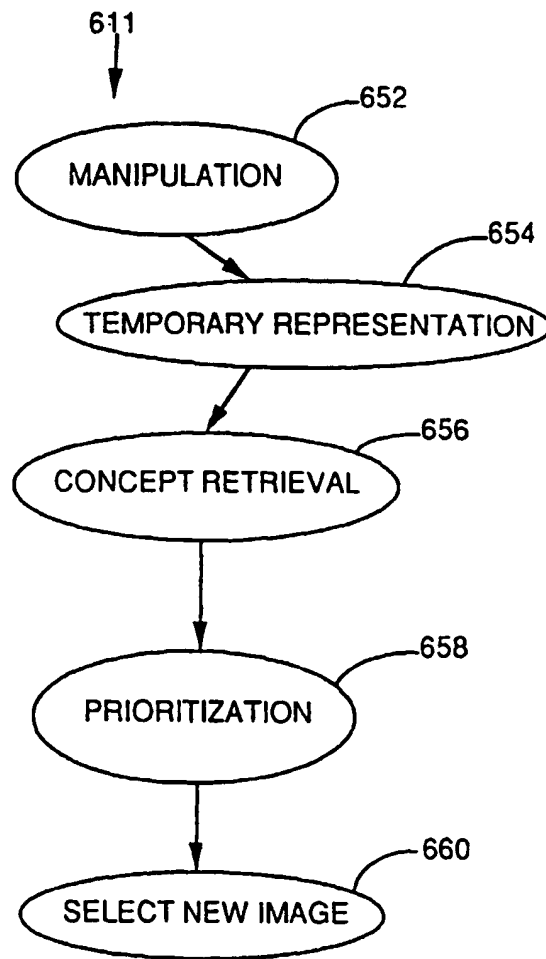 611
652
MANIPULATION
654
TEMPORARY REPRESENTATION
656
CONCEPT RETRIEVAL
658
PRIORITIZATION
660
SELECT NEW IMAGE